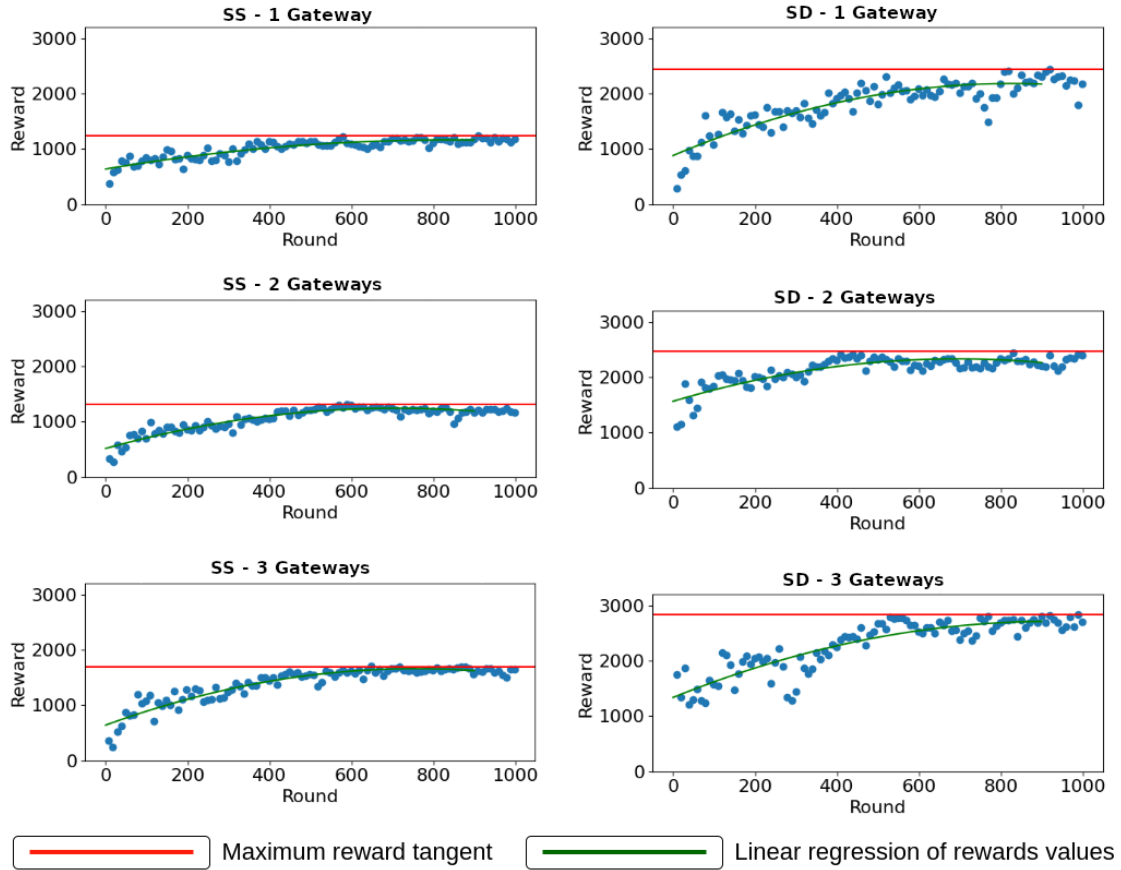 SS - 1 Gateway
3000
2000
1000
0
Reward
0 200 400 600 800 1000
Round
SD - 1 Gateway
3000
2000
1000
0
Reward
0 200 400 600 800 1000
Round
SS - 2 Gateways
3000
2000
1000
0
Reward
0 200 400 600 800 1000
Round
SD - 2 Gateways
3000
2000
1000
0
Reward
0 200 400 600 800 1000
Round
SS - 3 Gateways
3000
2000
1000
0
Reward
0 200 400 600 800 1000
Round
SD - 3 Gateways
3000
2000
1000
0
Reward
0 200 400 600 800 1000
Round
Maximum reward tangent
Linear regression of rewards values